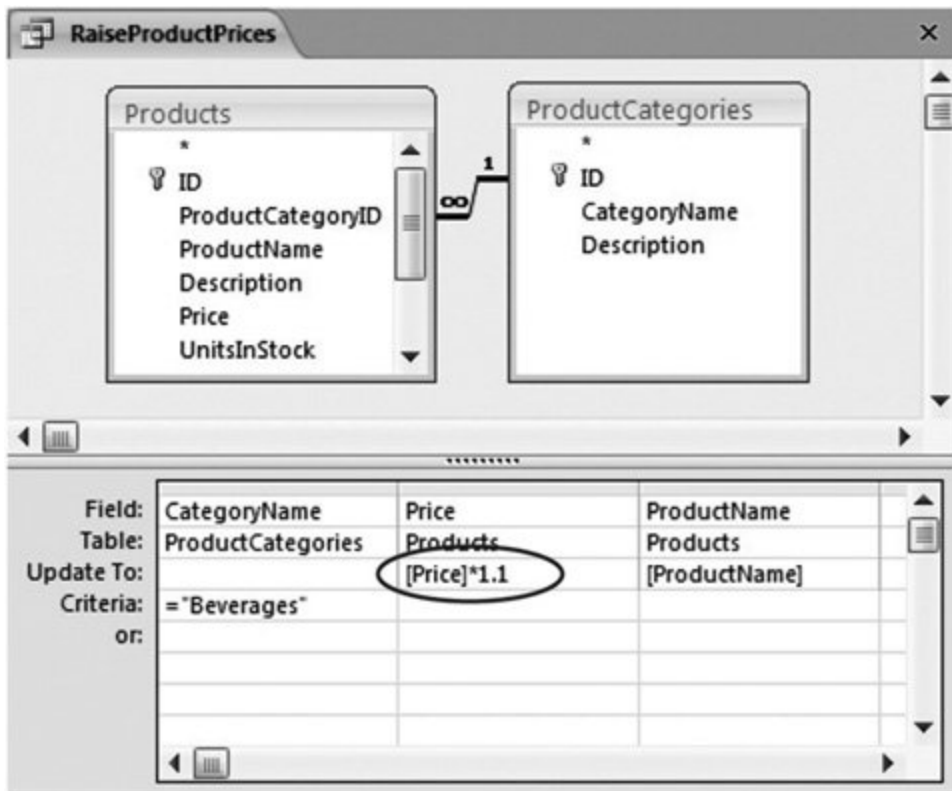 RaiseProductPrices
Products
*
ID
ProductCategoryID
ProductName
Description
Price
UnitsInStock
∞
1
ProductCategories
*
ID
CategoryName
Description
Field: CategoryName Price ProductName
Table: ProductCategories Products Products
Update To: [Price]*1.1 [ProductName]
Criteria: ="Beverages"
or: